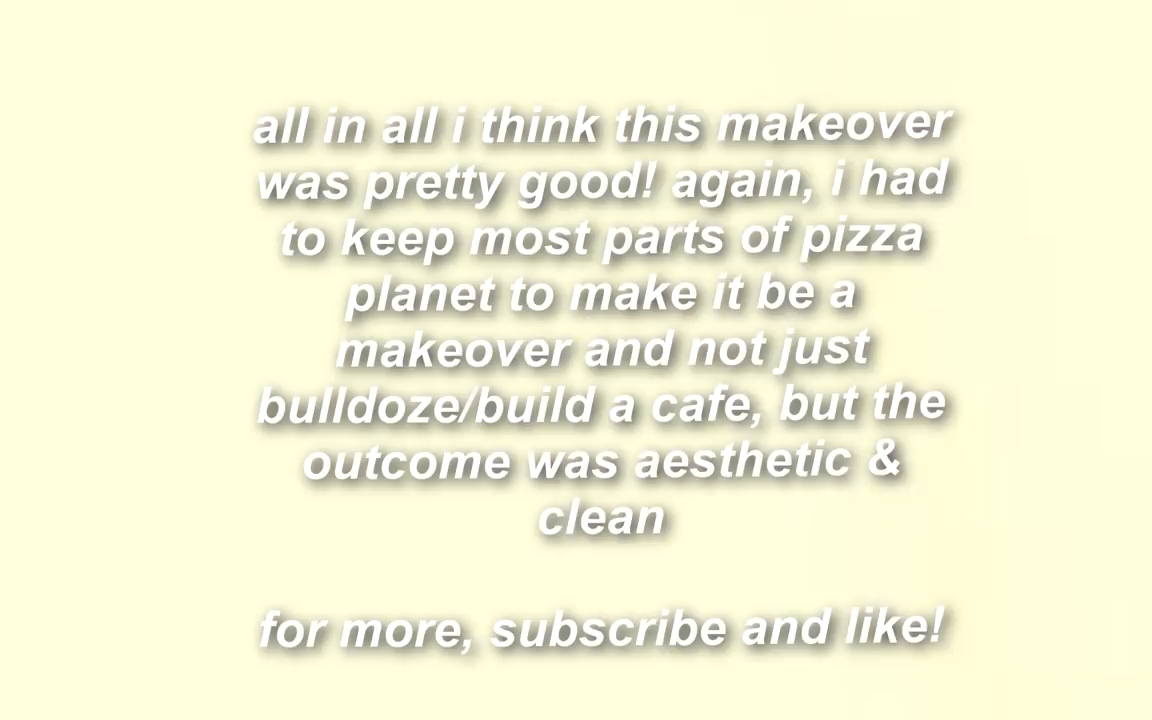 all in all i think this makeover
was pretty good! again, i had
to keep most parts of pizza
planet to make it be a
makeover and not just
bulldoze/build a cafe, but the
outcome was aesthetic &
clean
for more, subscribe and like!